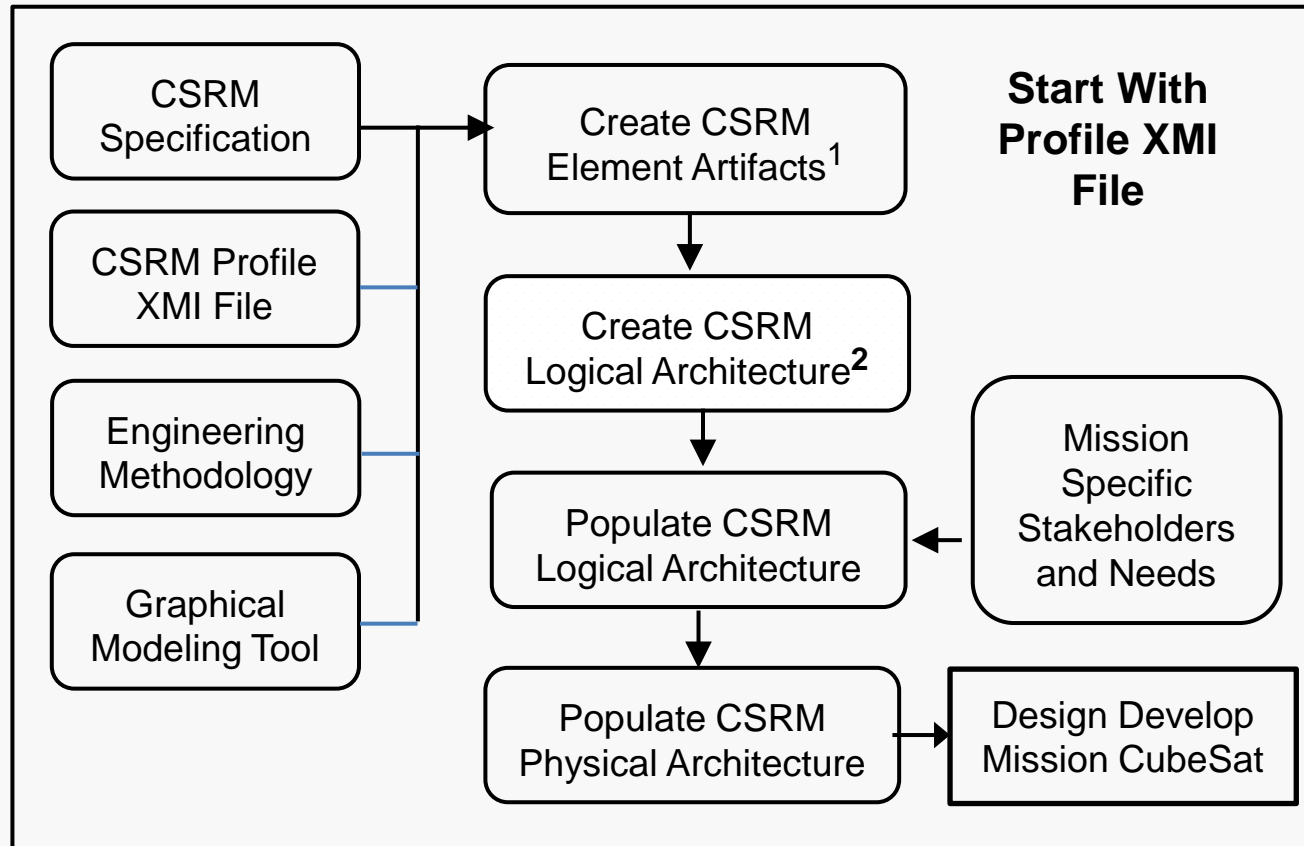 Start With
Profile XMI
File
CSRM
Specification
CSRM Profile
XMI File
Engineering
Methodology
Graphical
Modeling Tool
Create CSRM
Element Artifacts¹
Create CSRM
Logical Architecture²
Populate CSRM
Logical Architecture
Mission
Specific
Stakeholders
and Needs
Populate CSRM
Physical Architecture
Design Develop
Mission CubeSat